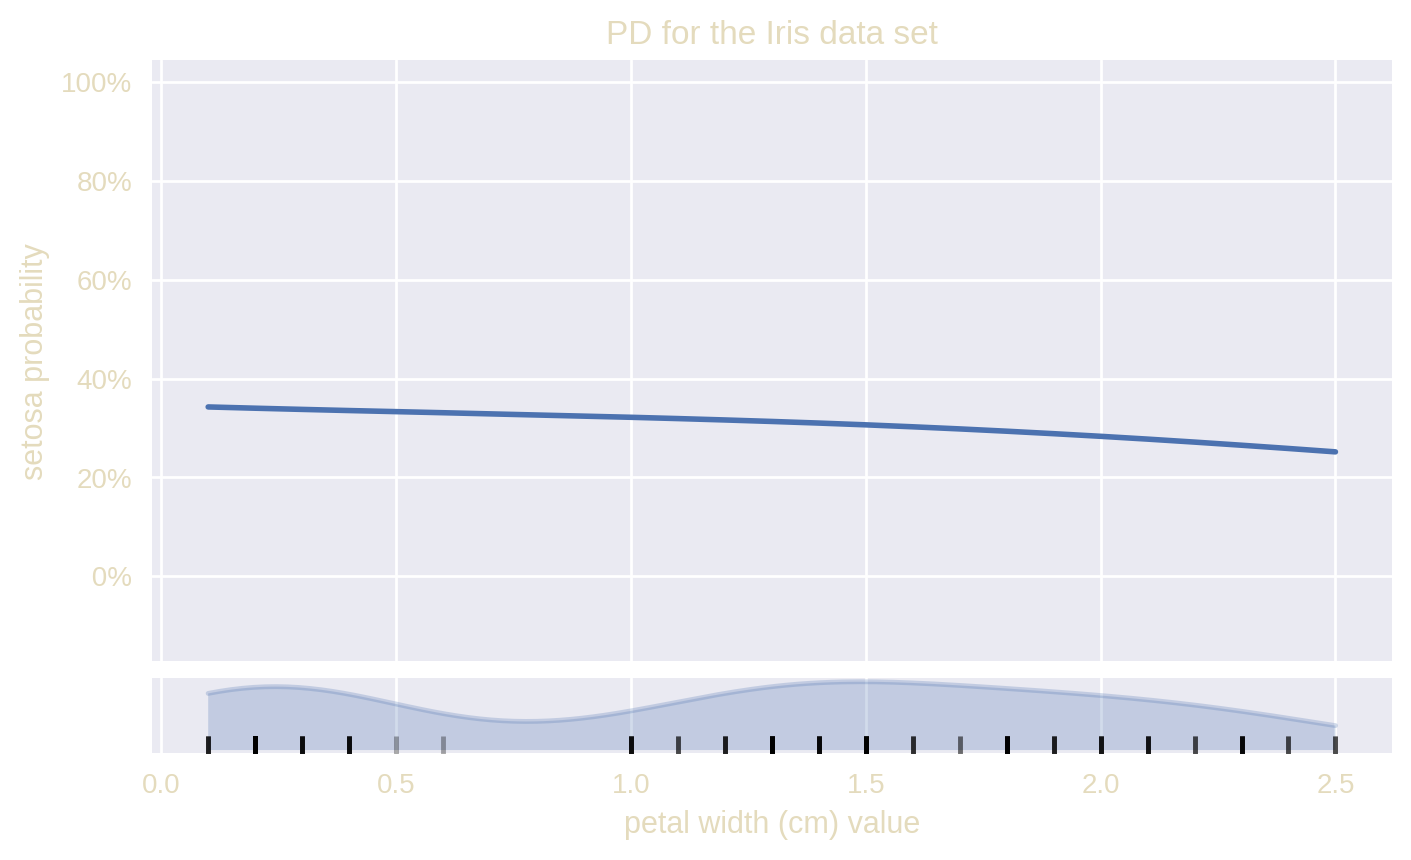 PD for the Iris data set
100%
80%
60%
40%
20%
0%
setosa probability
0.0 0.5 1.0 1.5 2.0 2.5
petal width (cm) value